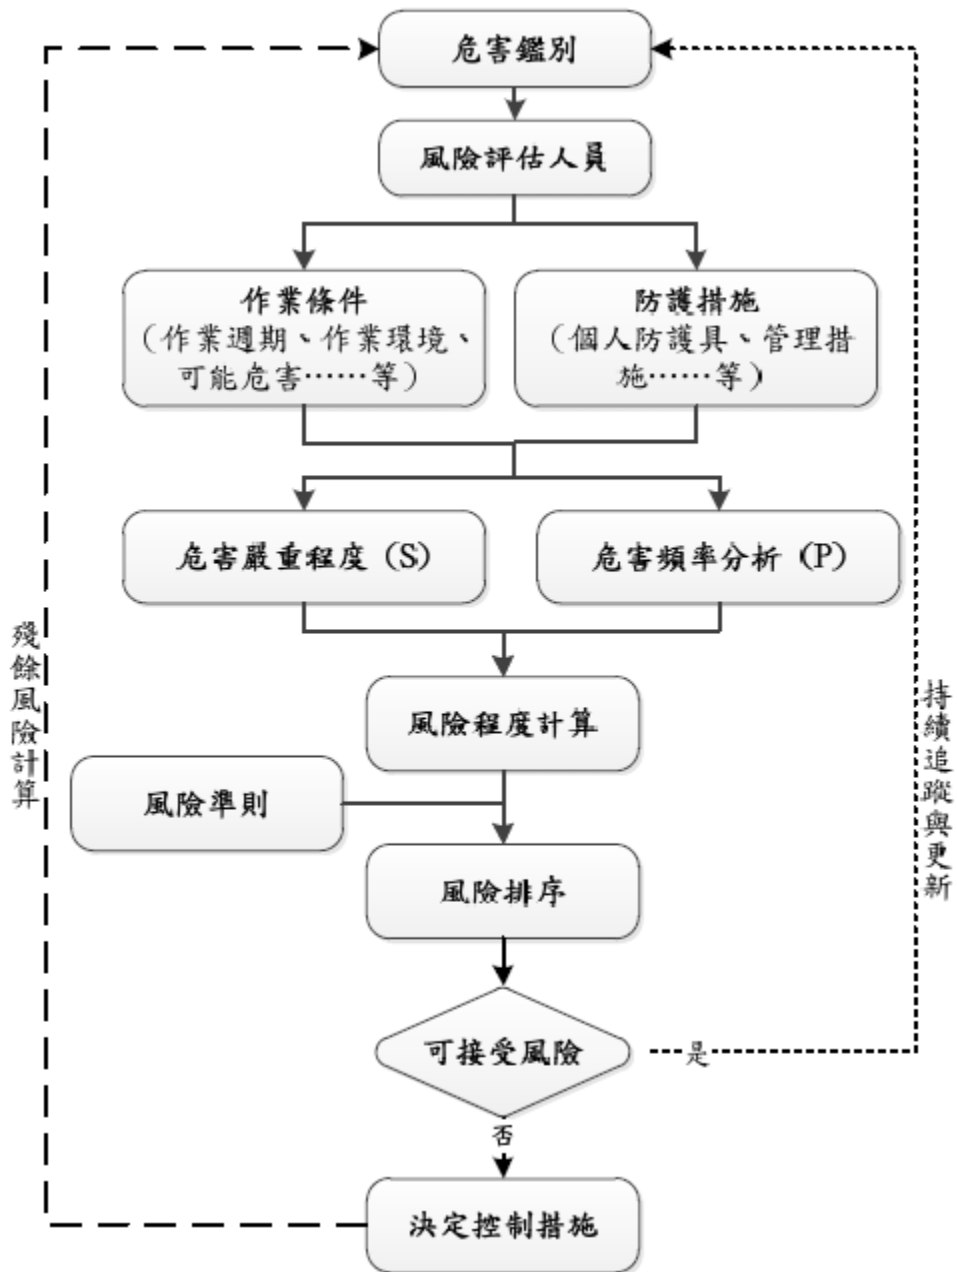 危害鑑別
風險評估人員
作業條件
（作業週期、作業環境、
可能危害⋯⋯等）
防護措施
（個人防護具、管理措
施⋯⋯等）
危害嚴重程度（S）
危害頻率分析（P）
風險程度計算
風險準則
風險排序
可接受風險
是
否
決定控制措施
殘餘風險計算
持續追蹤與更新